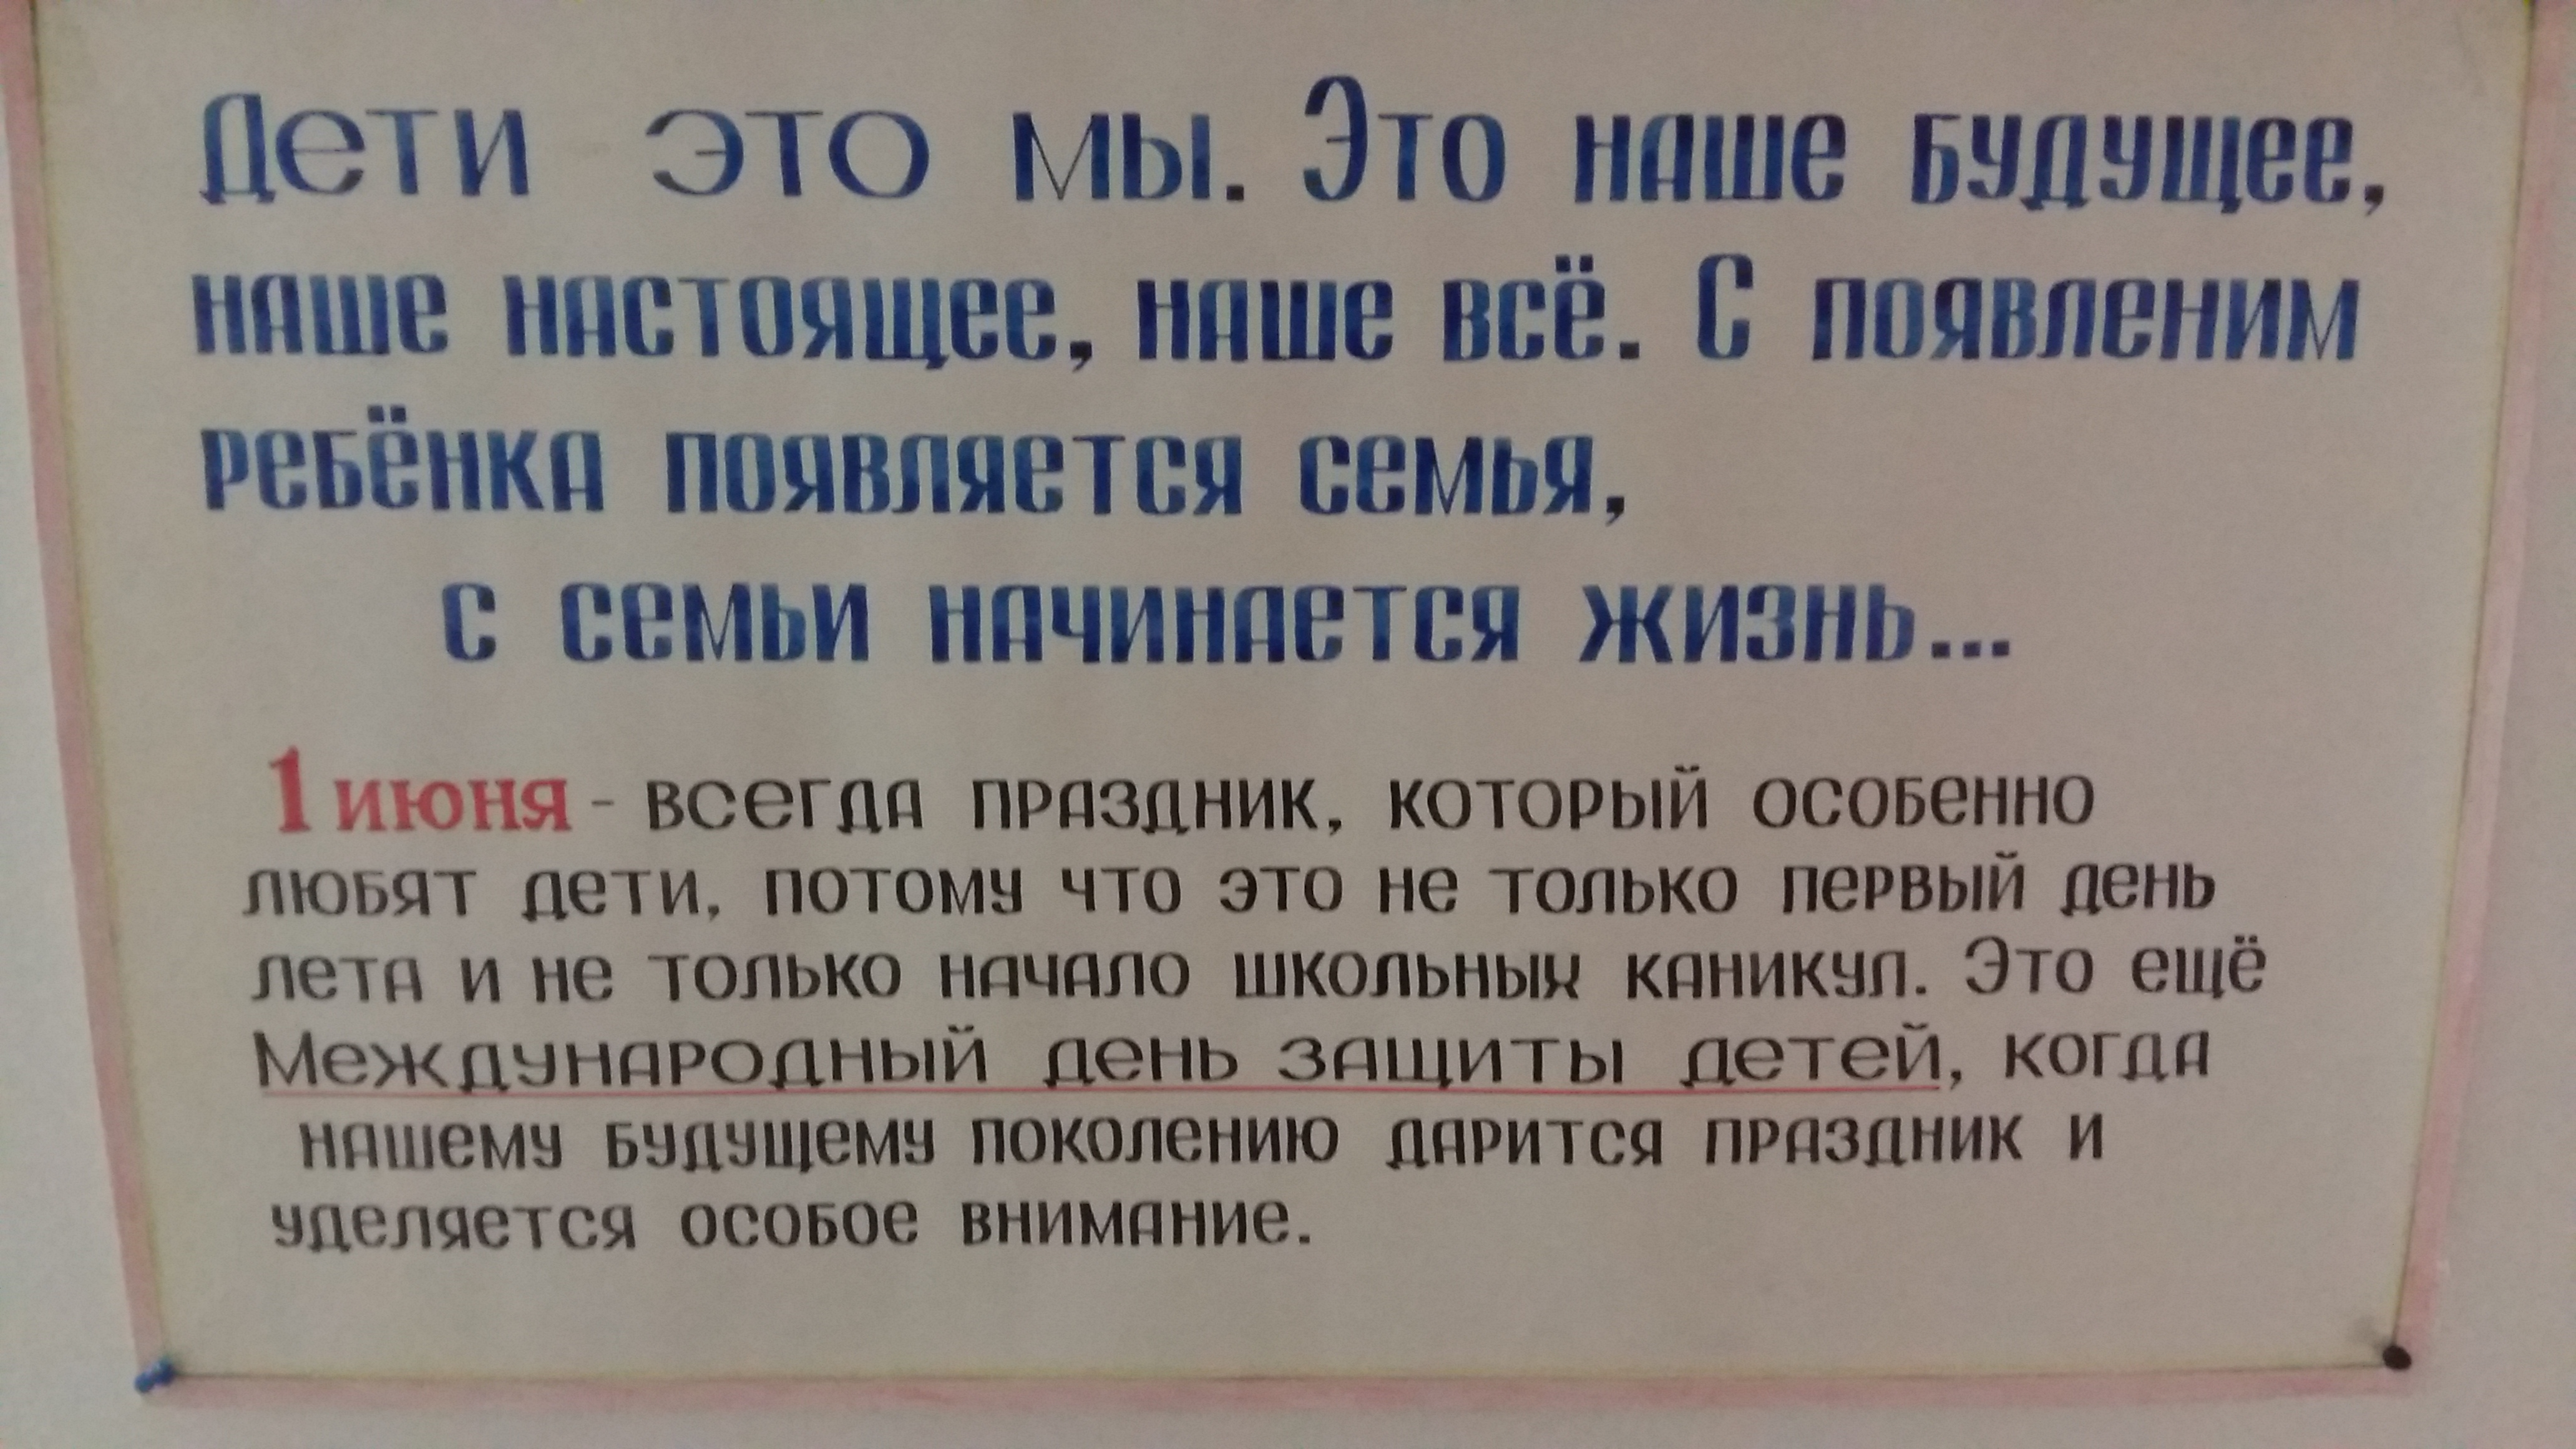 Дети это мы. Это наше будущее,
наше настоящее, наше всё. С появленим
ребёнка появляется семья,
с семьи начинается жизнь...
1 июня - всегда праздник, который особенно
любят дети, потому что это не только первый день
лета и не только начало школьных каникул. Это ещё
Международный день защиты детей, когда
нашему будущему поколению дарится праздник и
уделяется особое внимание.